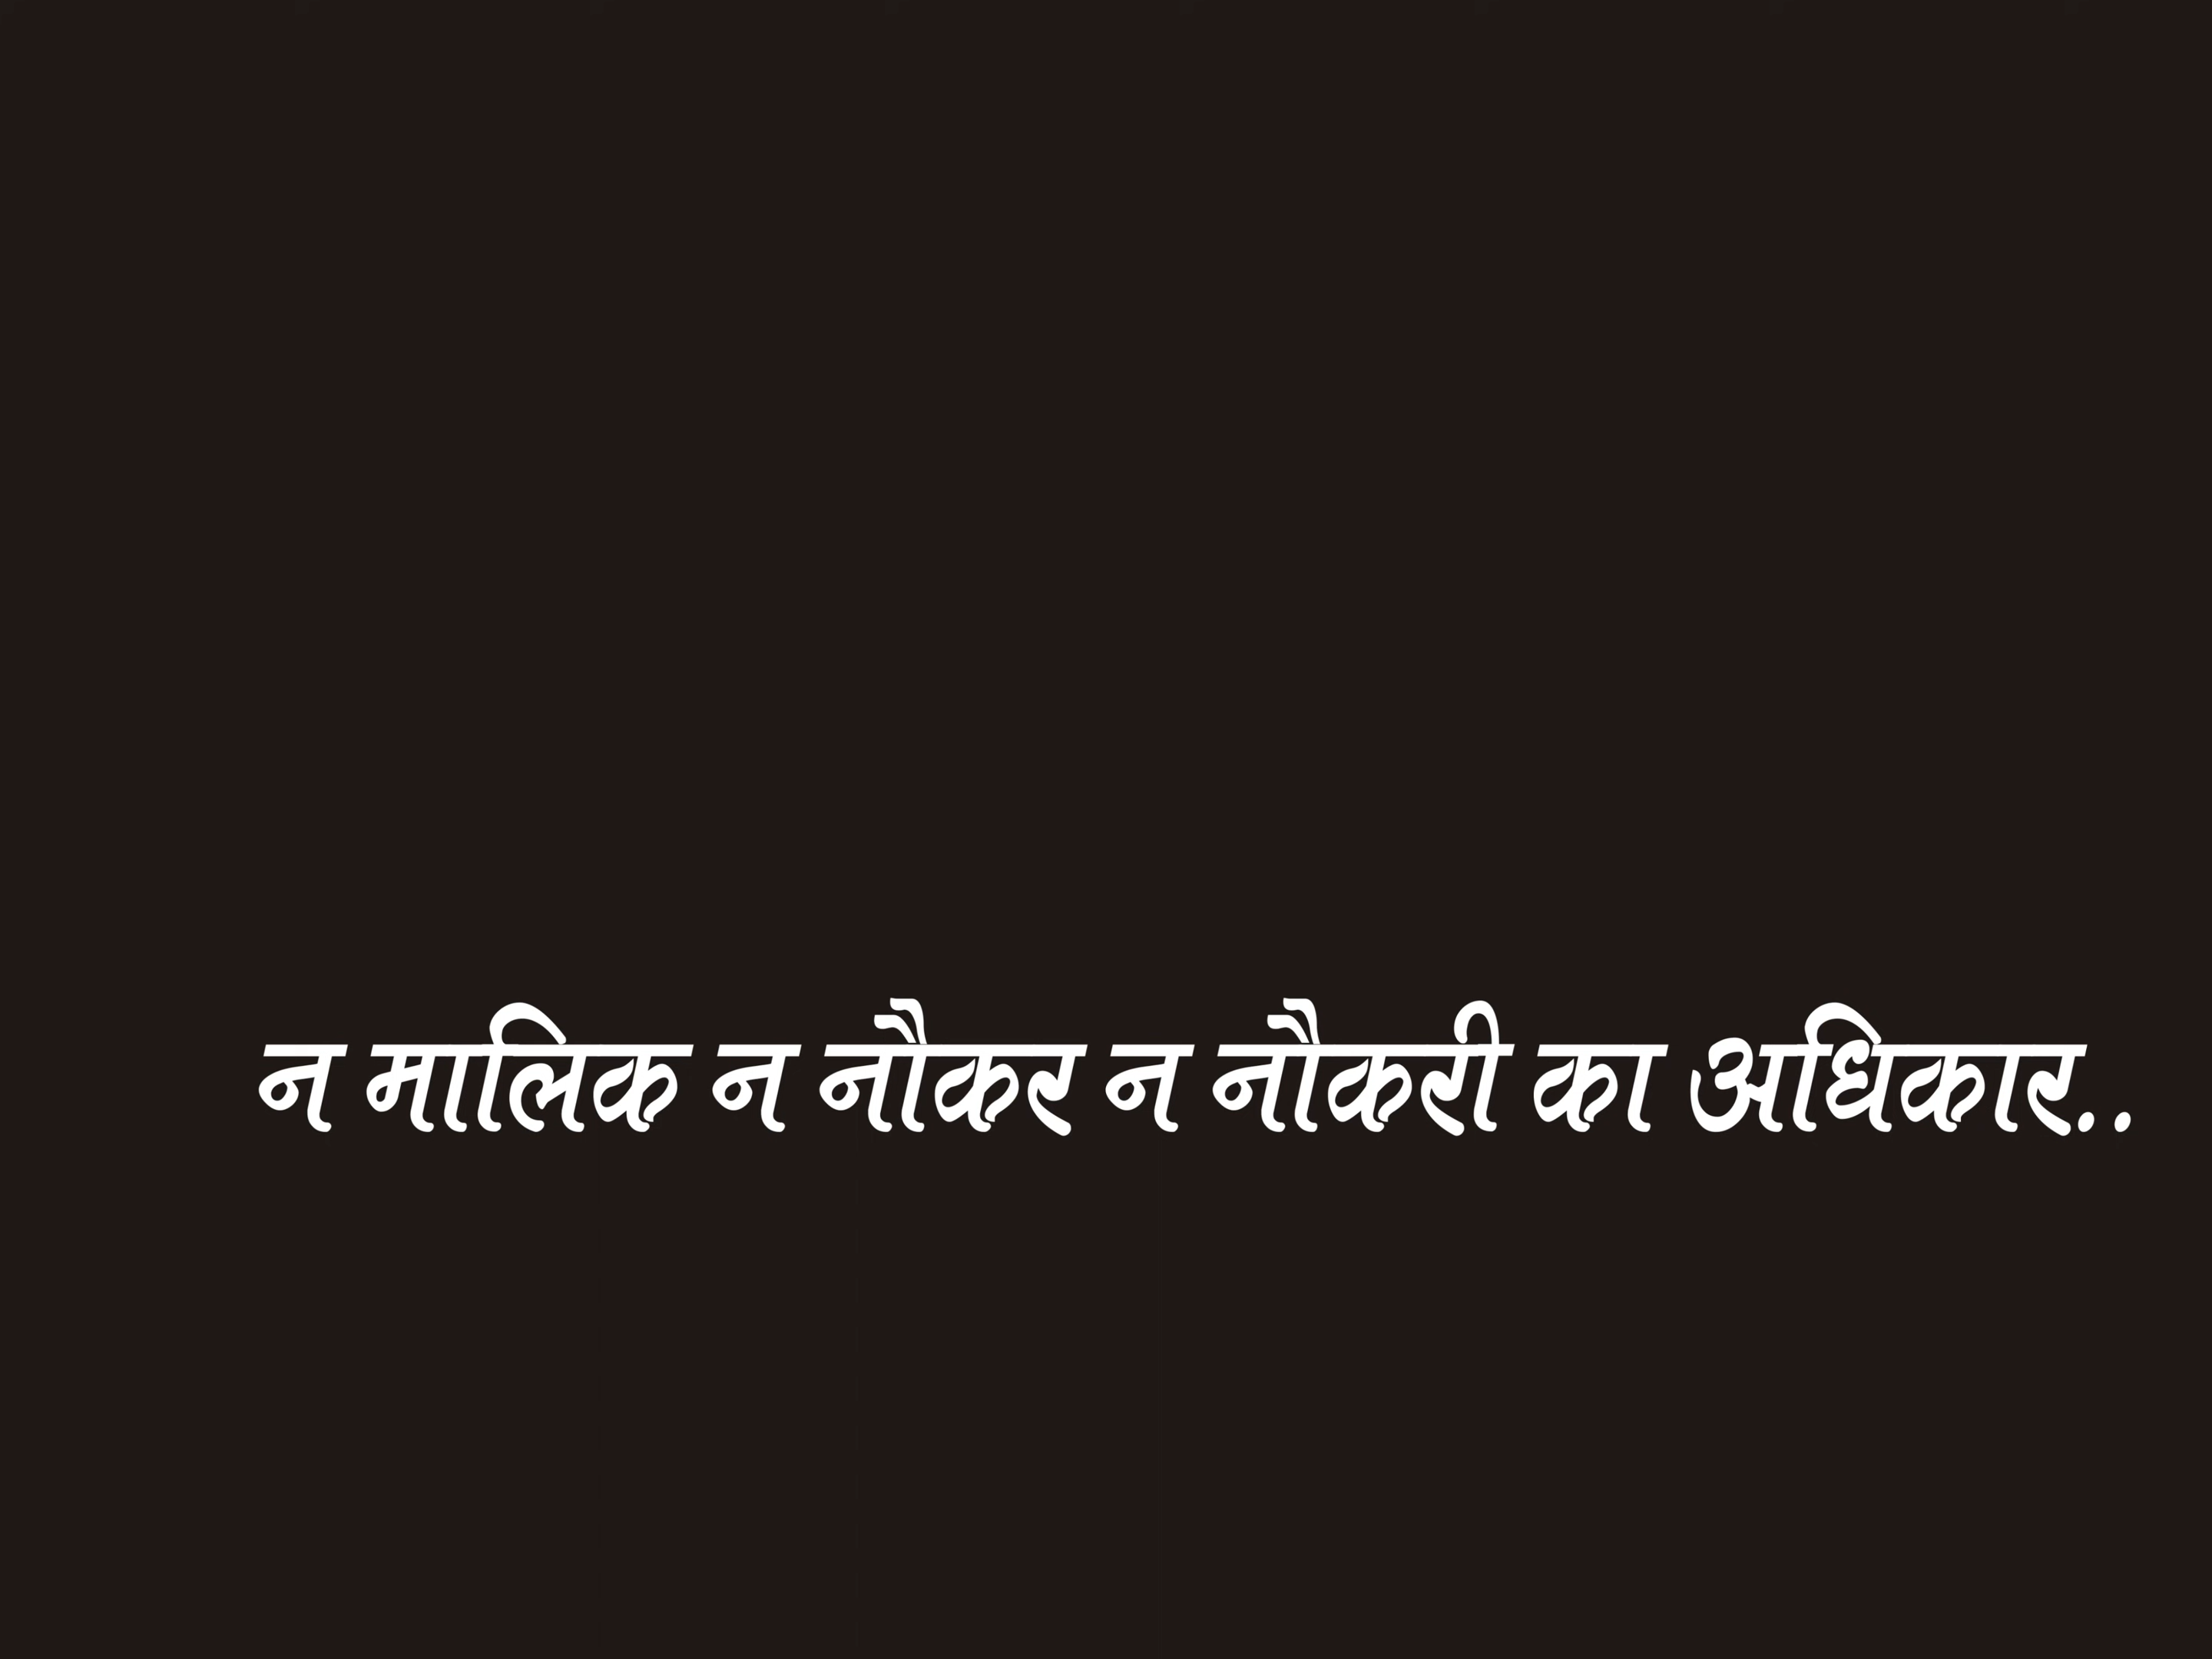 न मालिक न नौकर न नौकरी का अधिकार..